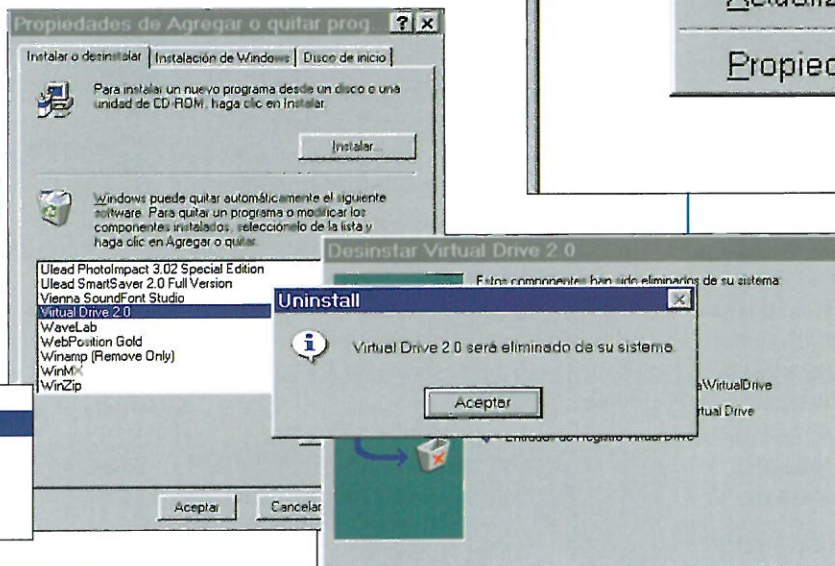 Propiedades de Agregar o quitar prog
Instalar o desinstalar
Instalación de Windows
Disco de inicio
Para instalar un nuevo programa desde un disco o una
unidad de CD-ROM, haga clic en Instalar.
Instalar...
Windows puede quitar automáticamente el siguiente
software. Para quitar un programa o modificar los
componentes instalados, selecciónelo de la lista y
haga clic en Agregar o quitar.
Ulead PhotoImpact 3.02 Special Edition
Ulead SmartSaver 2.0 Full Version
Vienna SoundFont Studio
Virtual Drive 2.0
WaveLab
WebPosition Gold
Winamp (Remove Only)
WinMX
WinZip
Aceptar
Cancelar
Propied
Desinstar Virtual Drive 2.0
Estos componentes han sido eliminados de su sistema:
Uninstall
Virtual Drive 2.0 será eliminado de su sistema.
Aceptar
a\VirtualDrive
rtual Drive
Entradas de Registro Virtual Drive